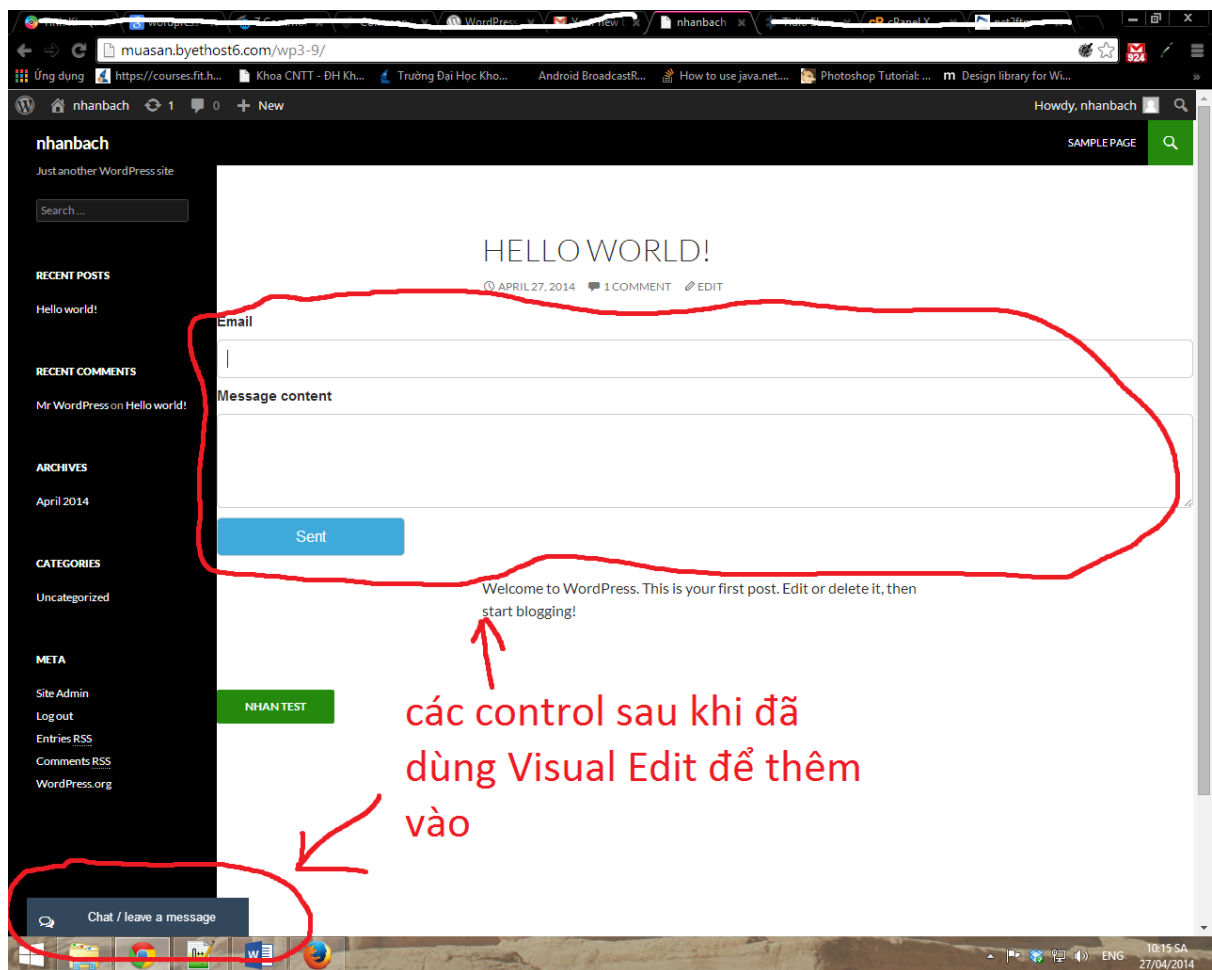 WordPress
nhanbach
cPanel X
muasan.byethost6.com/wp3-9/
924
Ứng dụng https://courses.fit.h... Khoa CNTT - ĐH Kh... Trường Đại Học Kho... Android BroadcastR... How to use java.net.... Photoshop Tutorial: ... m Design library for Wi... »
nhanbach 1 0 + New Howdy, nhanbach
nhanbach SAMPLE PAGE
Just another WordPress site
Search ...
HELLO WORLD!
APRIL 27, 2014 1 COMMENT EDIT
RECENT POSTS
Hello world!
RECENT COMMENTS
Mr WordPress on Hello world!
ARCHIVES
April 2014
CATEGORIES
Uncategorized
META
Site Admin
Log out
Entries RSS
Comments RSS
WordPress.org
Email
Message content
Sent
Welcome to WordPress. This is your first post. Edit or delete it, then
start blogging!
NHAN TEST
các control sau khi đã
dùng Visual Edit để thêm
vào
Chat / leave a message
ENG
10:15 SA
27/04/2014